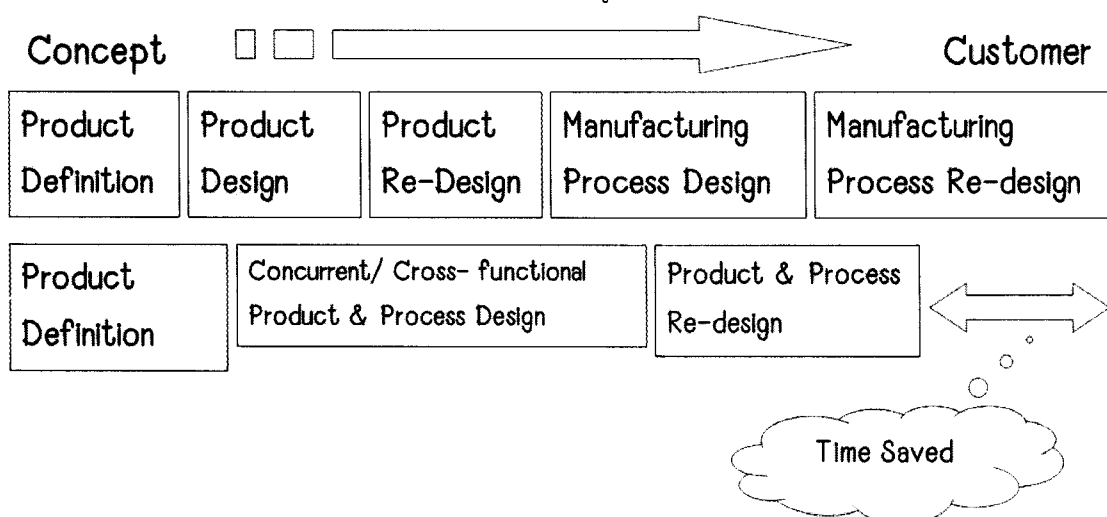 Concept
Customer
Product
Definition
Product
Design
Product
Re-Design
Manufacturing
Process Design
Manufacturing
Process Re-design
Product
Definition
Concurrent/ Cross- functional
Product & Process Design
Product & Process
Re-design
Time Saved